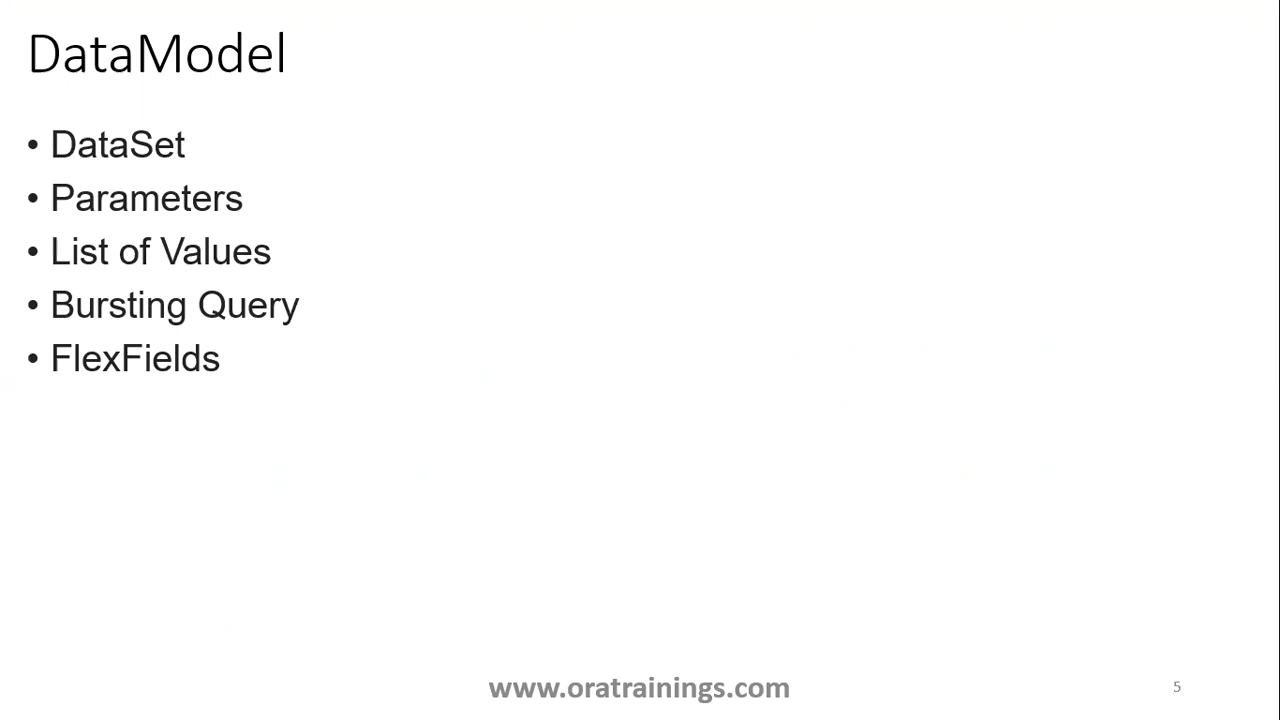 DataModel
• DataSet
• Parameters
• List of Values
• Bursting Query
• FlexFields
www.oratrainings.com
5